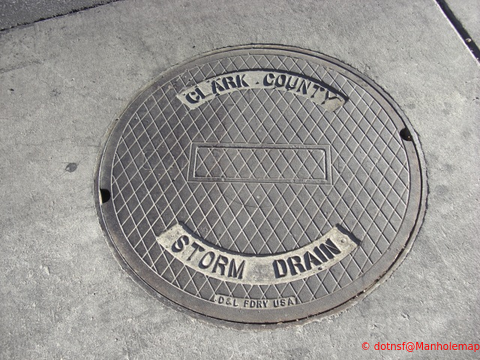 CLARK COUNTY
STORM DRAIN
D&L FDRY USA
© dotnsf@Manholemap